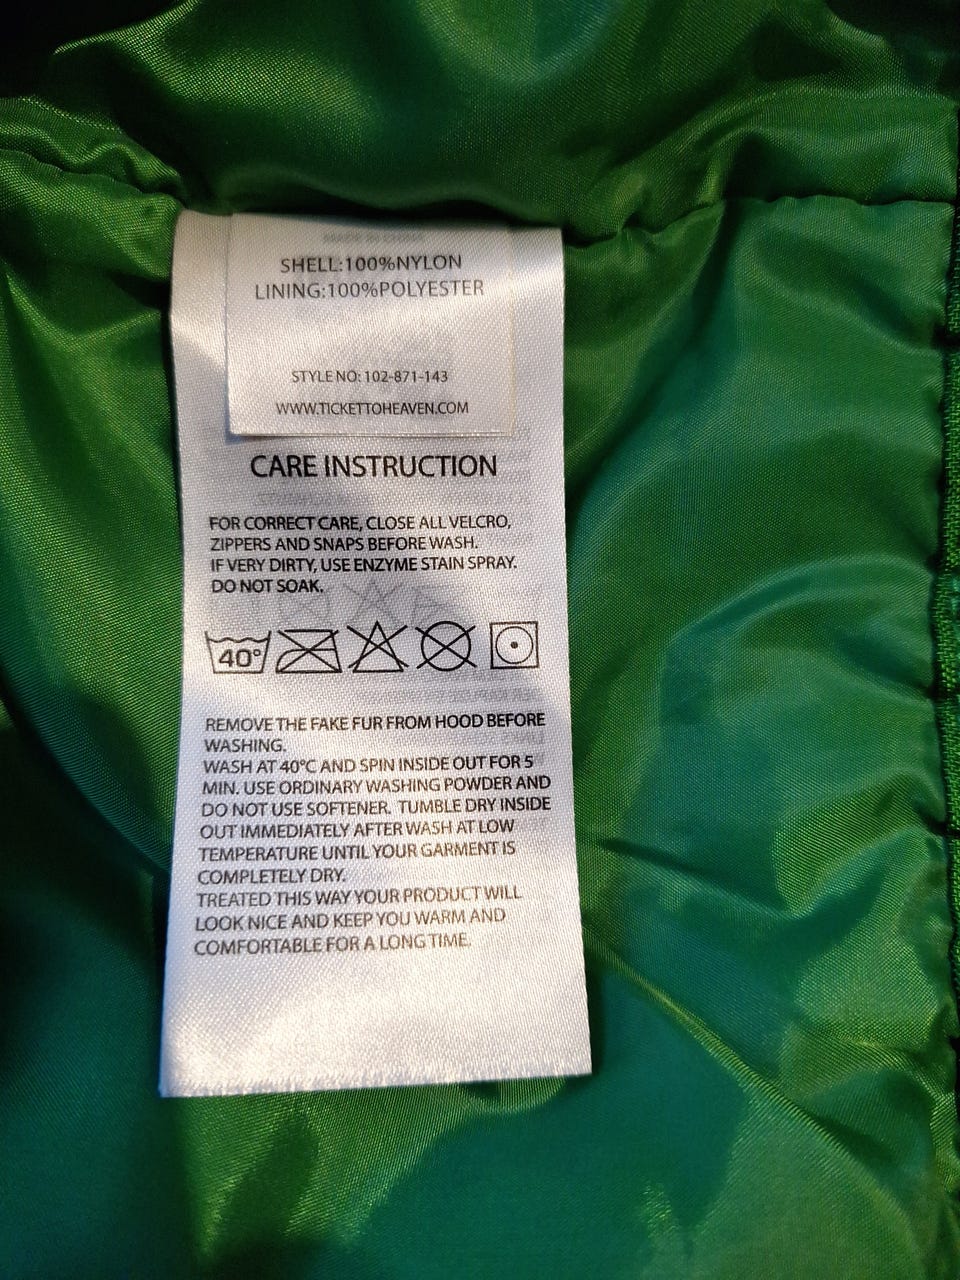 SHELL:100%NYLON
LINING:100%POLYESTER
STYLE NO: 102-871-143
WWW.TICKETTOHEAVEN.COM
CARE INSTRUCTION
FOR CORRECT CARE, CLOSE ALL VELCRO,
ZIPPERS AND SNAPS BEFORE WASH.
IF VERY DIRTY, USE ENZYME STAIN SPRAY.
DO NOT SOAK.
40°
REMOVE THE FAKE FUR FROM HOOD BEFORE
WASHING.
WASH AT 40°C AND SPIN INSIDE OUT FOR 5
MIN. USE ORDINARY WASHING POWDER AND
DO NOT USE SOFTENER. TUMBLE DRY INSIDE
OUT IMMEDIATELY AFTER WASH AT LOW
TEMPERATURE UNTIL YOUR GARMENT IS
COMPLETELY DRY.
TREATED THIS WAY YOUR PRODUCT WILL
LOOK NICE AND KEEP YOU WARM AND
COMFORTABLE FOR A LONG TIME.